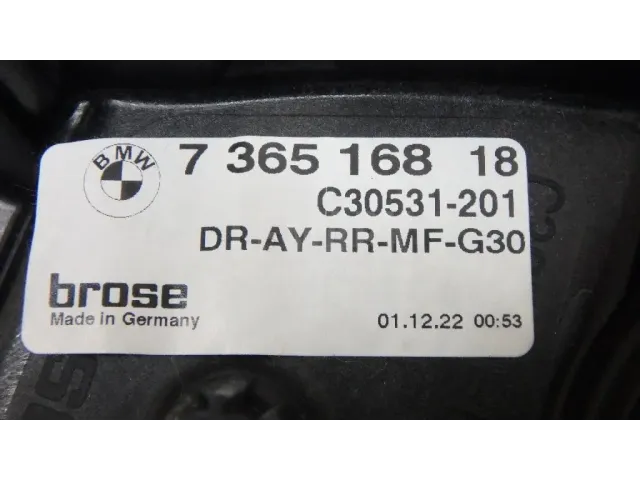 BMW
7 365 168 18
C30531-201
DR-AY-RR-MF-G30
brose
Made in Germany
01.12.22 00:53